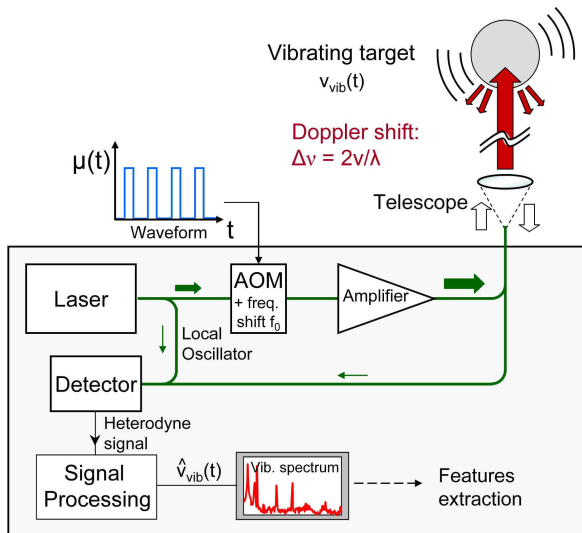 Vibrating target
v_vib(t)
Doppler shift:
Δν = 2v/λ
μ(t)
t
Waveform
Telescope
Laser
AOM
+ freq.
shift f₀
Amplifier
Local
Oscillator
Detector
Heterodyne
signal
Signal
Processing
v̂_vib(t)
Vib. spectrum
Features
extraction